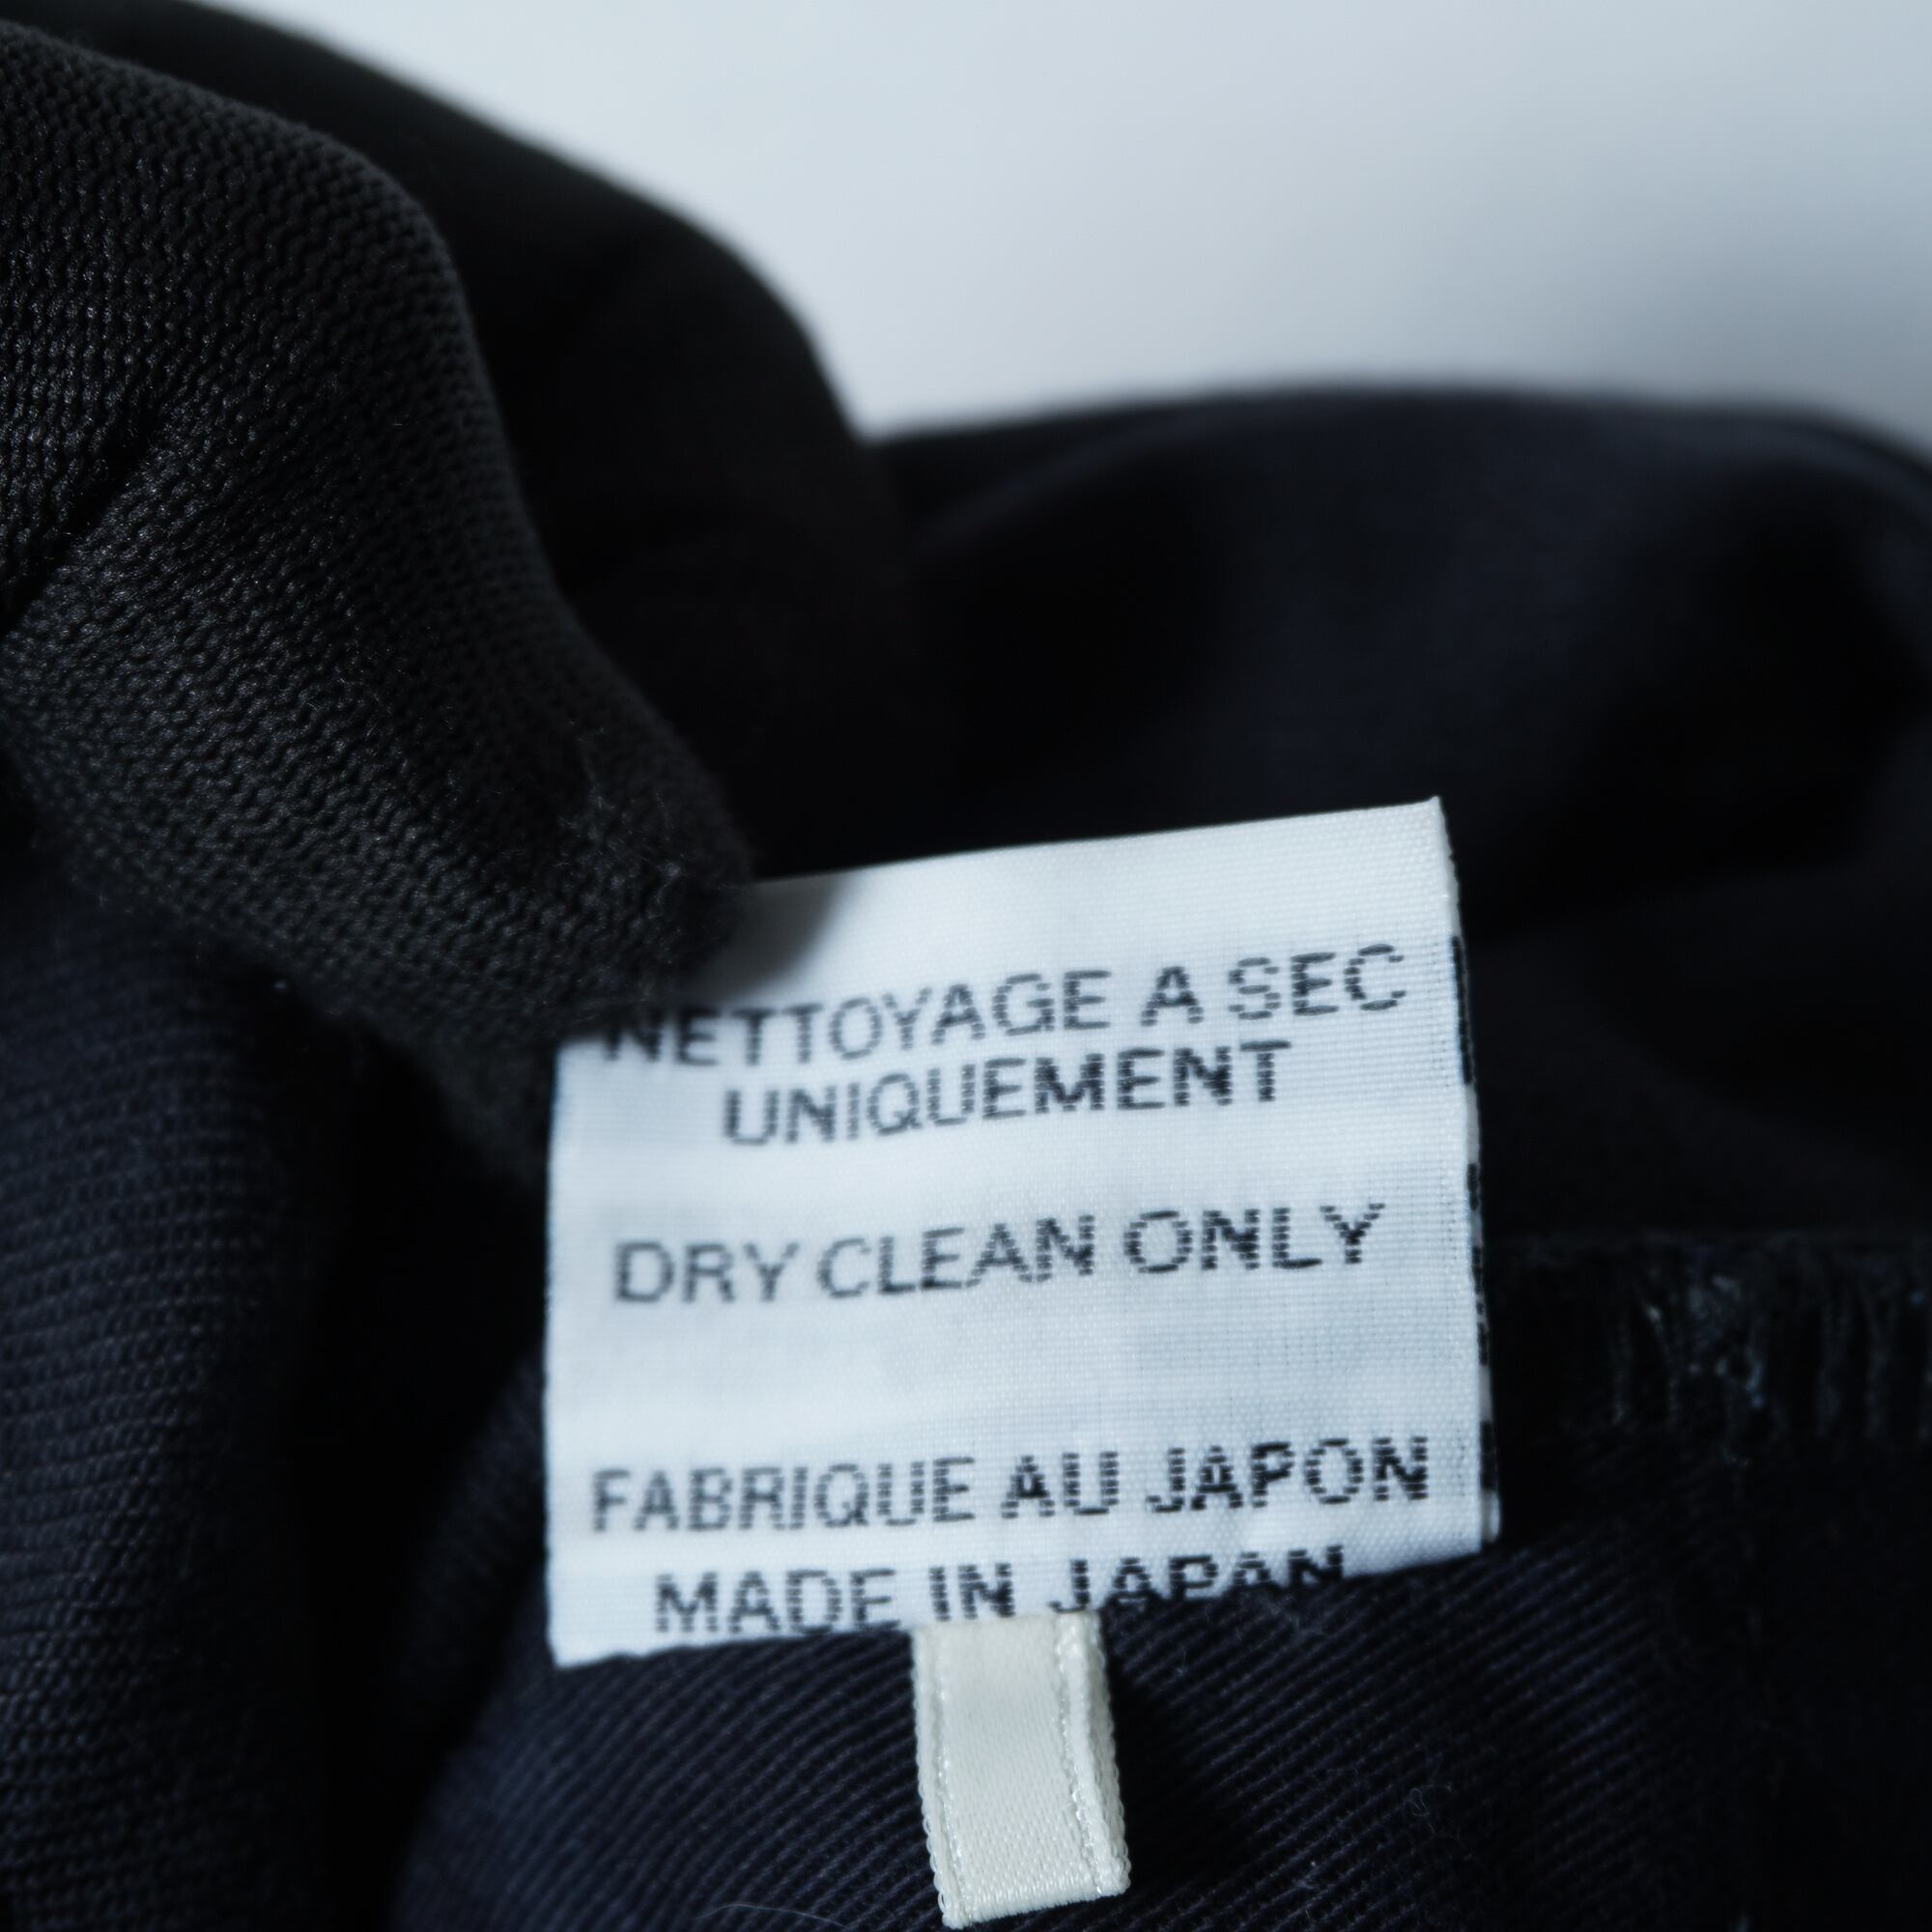 NETTOYAGE A SEC
UNIQUEMENT
DRY CLEAN ONLY
FABRIQUE AU JAPON
MADE IN JAPAN